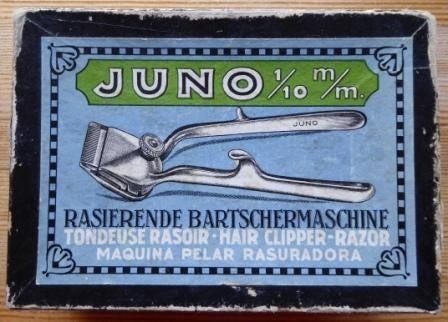 JUNO 1/10 m/m.
JUNO
RASIERENDE BARTSCHERMASCHINE
TONDEUSE RASOIR · HAIR CLIPPER-RAZOR
MAQUINA PELAR RASURADORA